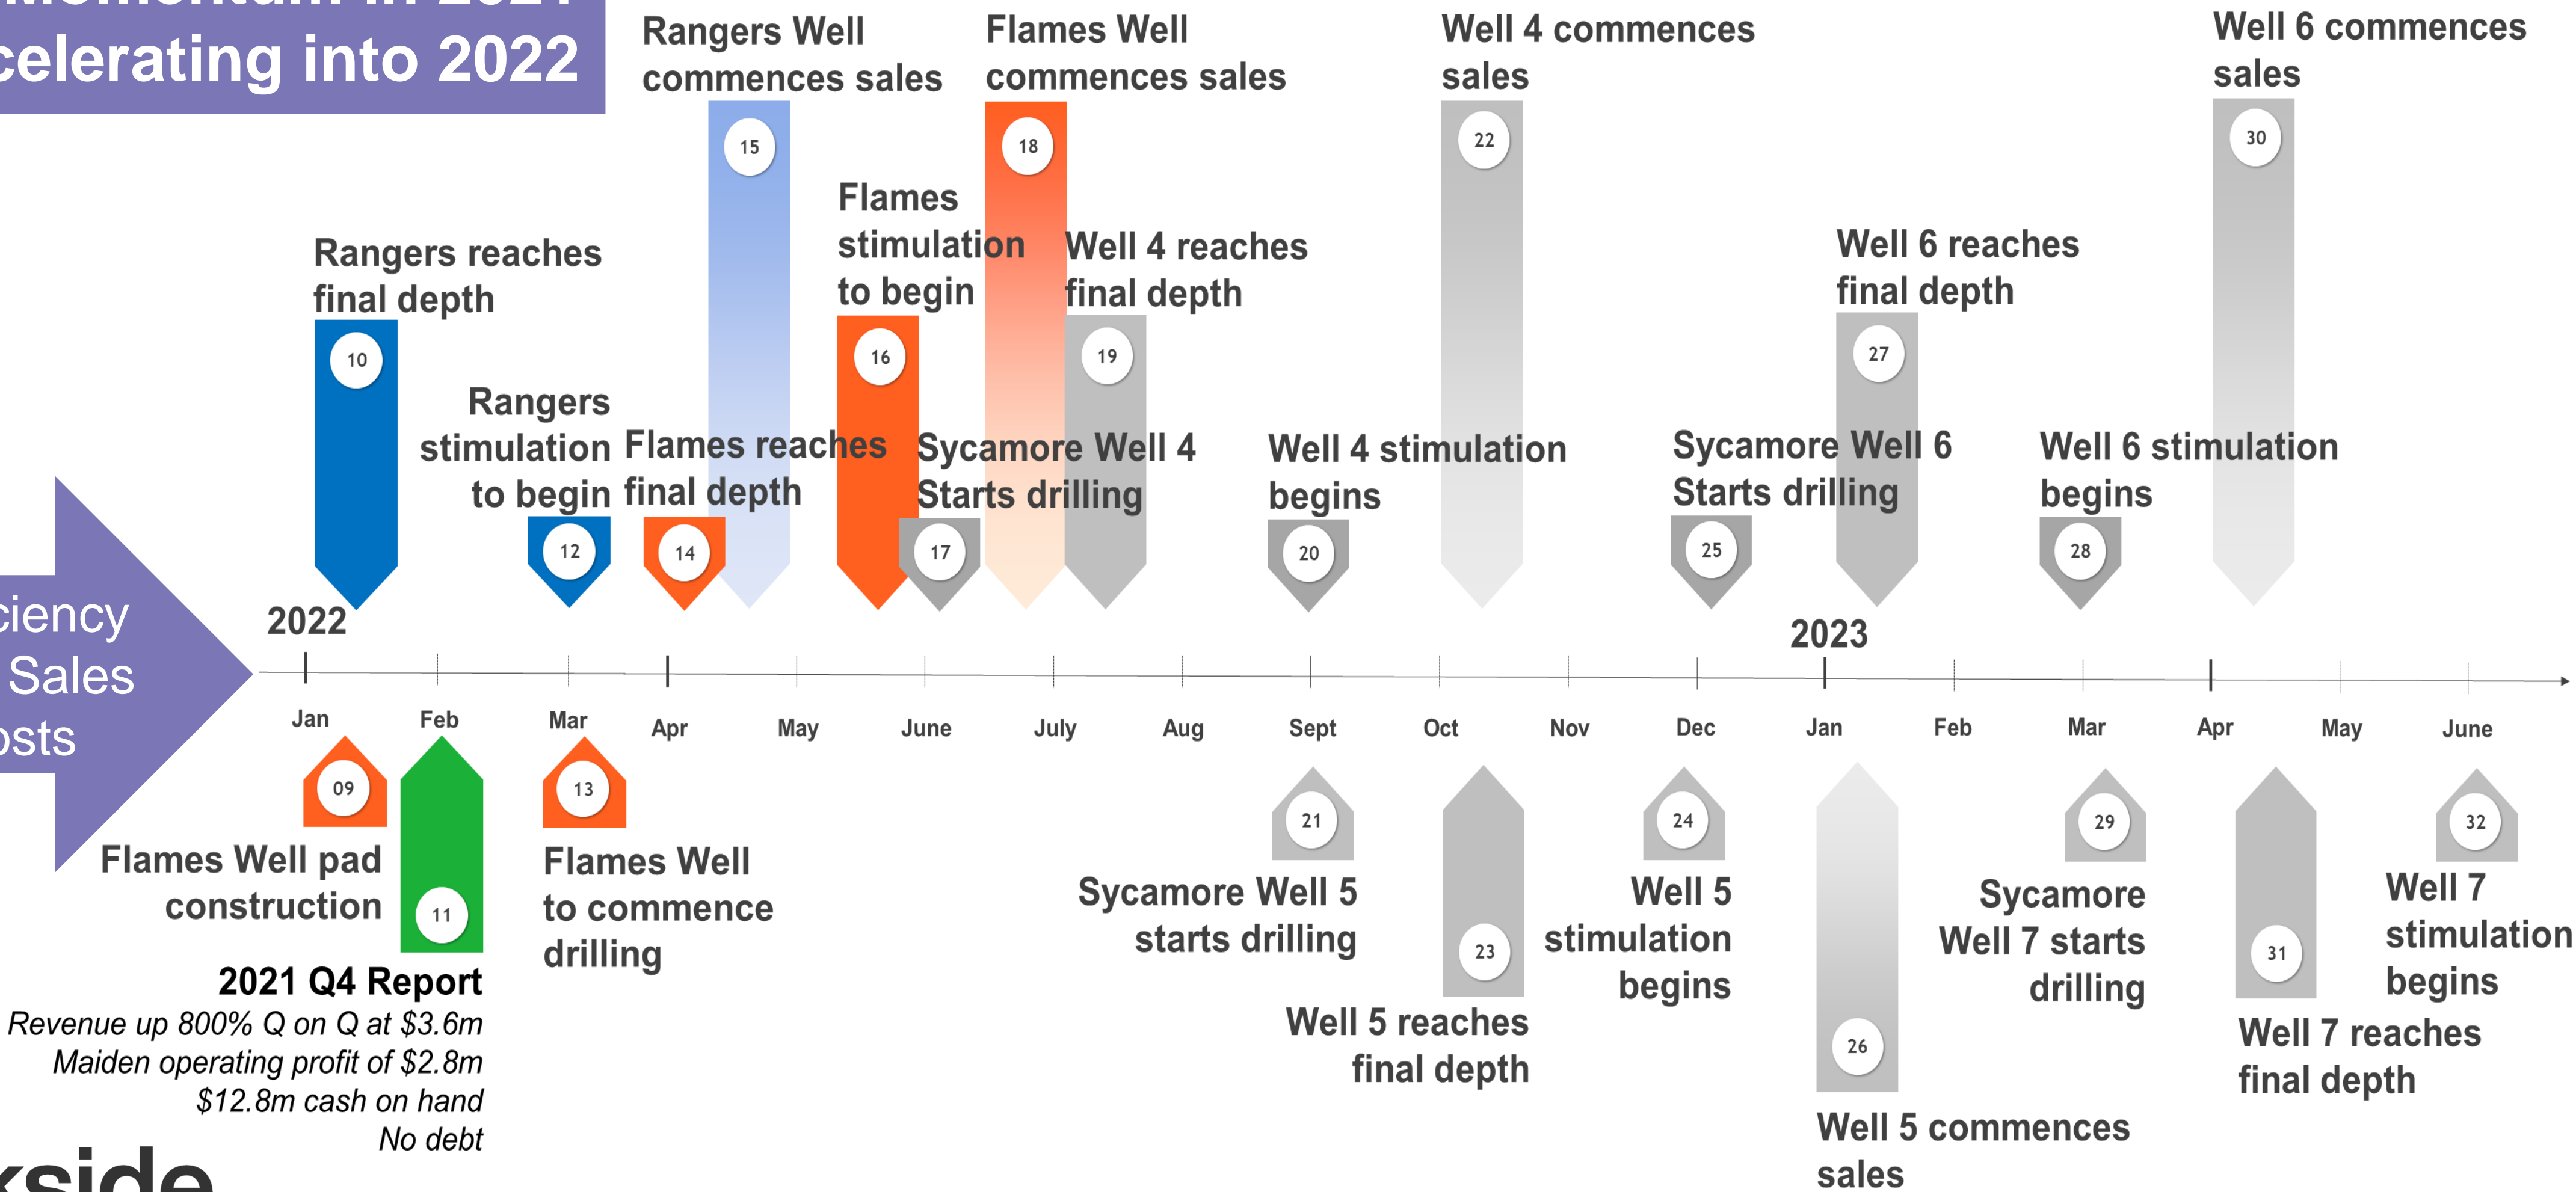 celerating into 2022
Rangers Well
commences sales
15
Flames Well
commences sales
18
Well 4 commences
sales
22
Well 6 commences
sales
30
Rangers reaches
final depth
10
Rangers
stimulation
to begin
12
Flames reaches
final depth
14
Flames
stimulation
to begin
16
Sycamore Well 4
Starts drilling
17
Well 4 reaches
final depth
19
Well 4 stimulation
begins
20
Sycamore Well 6
Starts drilling
25
Well 6 reaches
final depth
27
Well 6 stimulation
begins
28
ciency
Sales
osts
2022
2023
Jan
Feb
Mar
Apr
May
June
July
Aug
Sept
Oct
Nov
Dec
Jan
Feb
Mar
Apr
May
June
09
Flames Well pad
construction
11
2021 Q4 Report
Revenue up 800% Q on Q at $3.6m
Maiden operating profit of $2.8m
$12.8m cash on hand
No debt
13
Flames Well
to commence
drilling
21
Sycamore Well 5
starts drilling
23
Well 5 reaches
final depth
24
Well 5
stimulation
begins
26
Well 5 commences
sales
29
Sycamore
Well 7 starts
drilling
31
Well 7 reaches
final depth
32
Well 7
stimulation
begins
kside